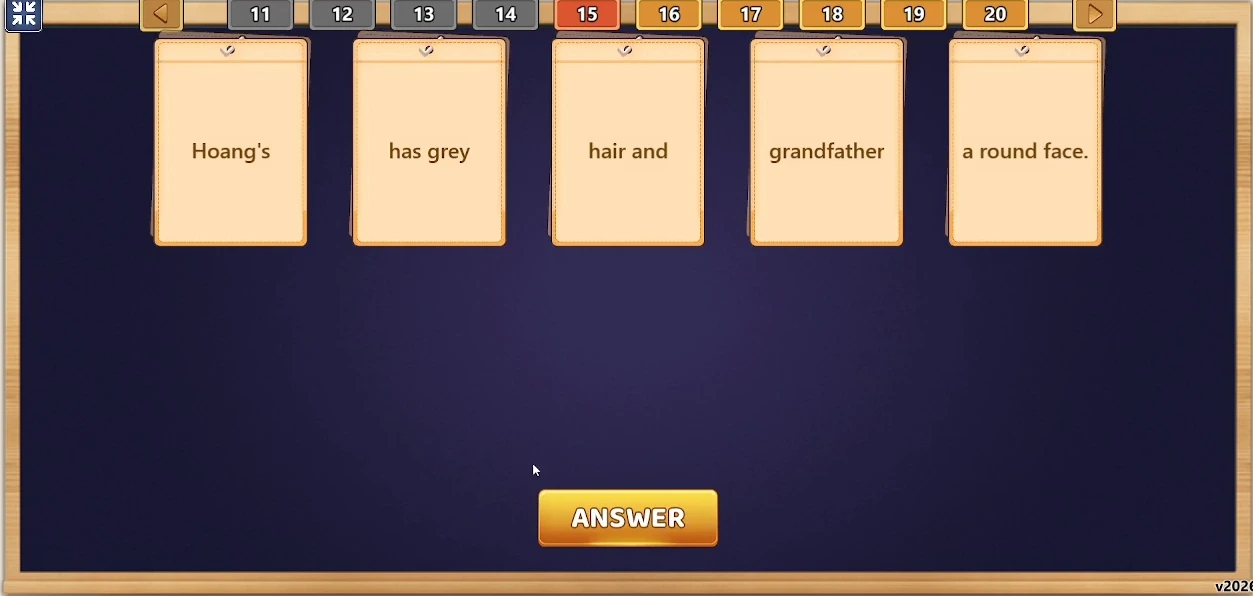 11 12 13 14 15 16 17 18 19 20
Hoang's has grey hair and grandfather a round face.
ANSWER
v2026